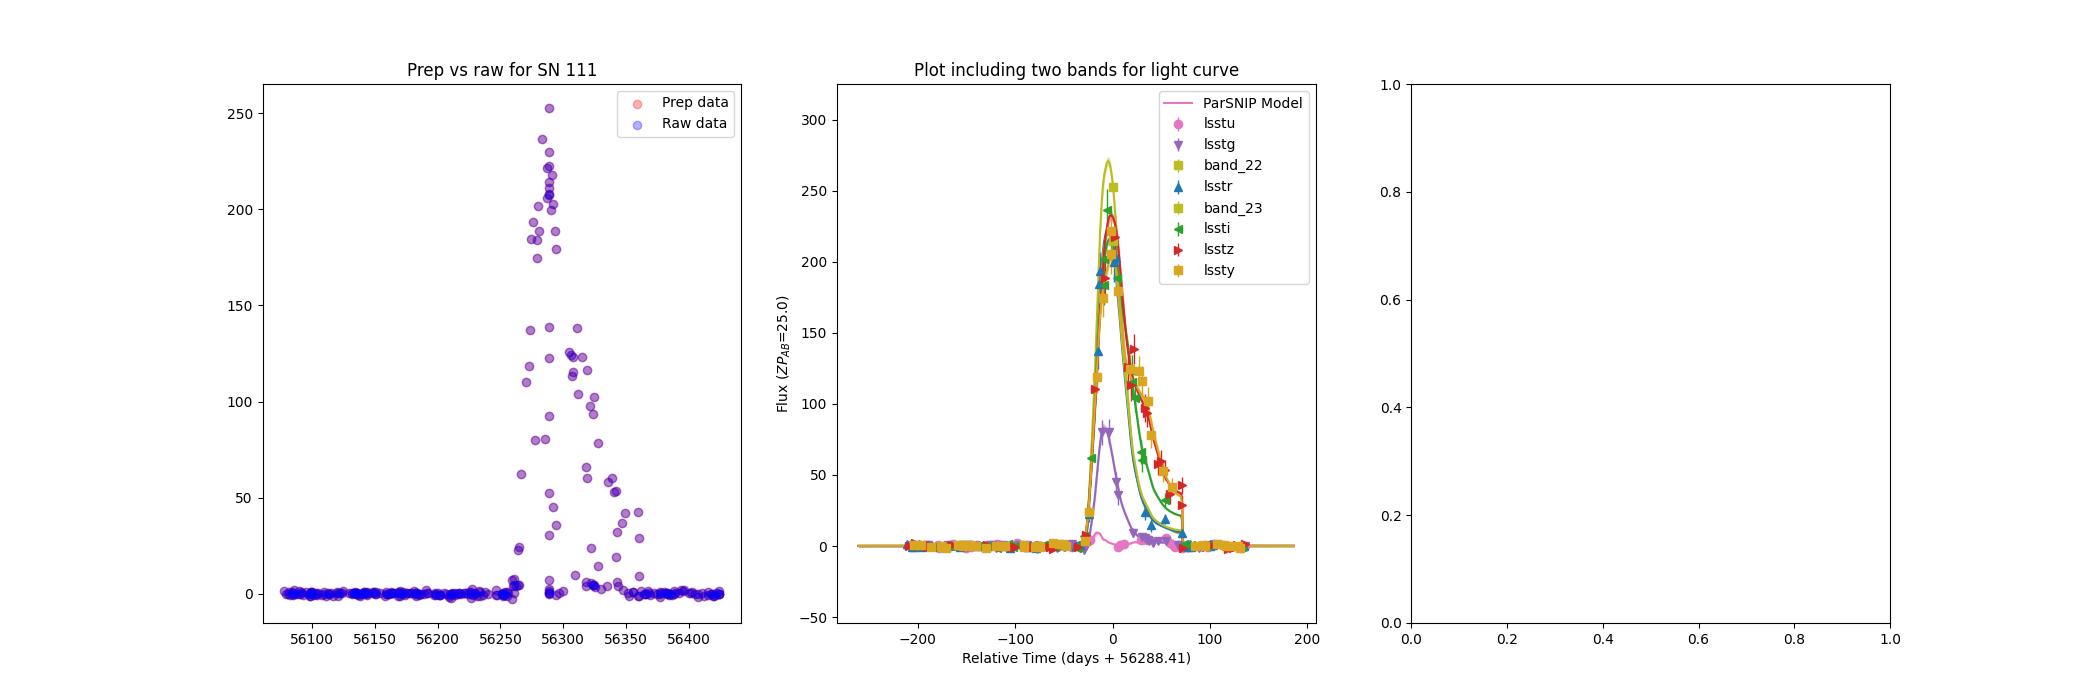 Prep vs raw for SN 111
Prep data
Raw data
250
200
150
100
50
0
56100 56150 56200 56250 56300 56350 56400
Plot including two bands for light curve
ParSNIP Model
lsstu
lsstg
band_22
lsstr
band_23
lssti
lsstz
lssty
Flux (ZP_AB=25.0)
300
250
200
150
100
50
0
−50
−200 −100 0 100 200
Relative Time (days + 56288.41)
1.0
0.8
0.6
0.4
0.2
0.0
0.0 0.2 0.4 0.6 0.8 1.0